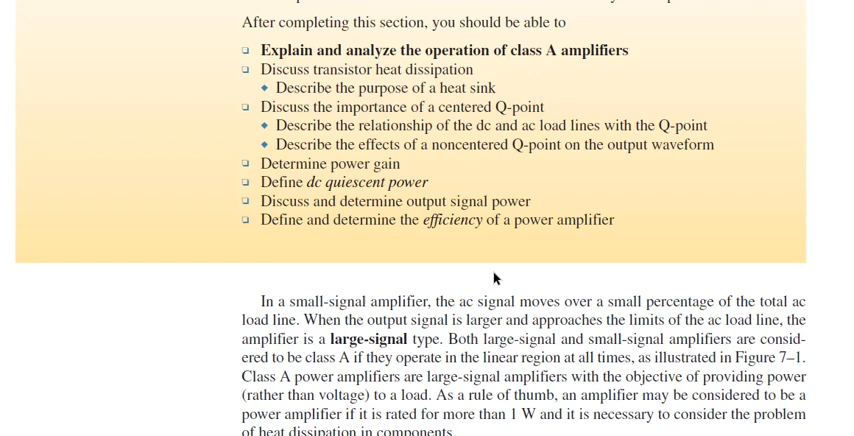 After completing this section, you should be able to
❏ Explain and analyze the operation of class A amplifiers
❏ Discuss transistor heat dissipation
◆ Describe the purpose of a heat sink
❏ Discuss the importance of a centered Q-point
◆ Describe the relationship of the dc and ac load lines with the Q-point
◆ Describe the effects of a noncentered Q-point on the output waveform
❏ Determine power gain
❏ Define dc quiescent power
❏ Discuss and determine output signal power
❏ Define and determine the efficiency of a power amplifier
In a small-signal amplifier, the ac signal moves over a small percentage of the total ac
load line. When the output signal is larger and approaches the limits of the ac load line, the
amplifier is a large-signal type. Both large-signal and small-signal amplifiers are consid-
ered to be class A if they operate in the linear region at all times, as illustrated in Figure 7–1.
Class A power amplifiers are large-signal amplifiers with the objective of providing power
(rather than voltage) to a load. As a rule of thumb, an amplifier may be considered to be a
power amplifier if it is rated for more than 1 W and it is necessary to consider the problem
of heat dissipation in components.